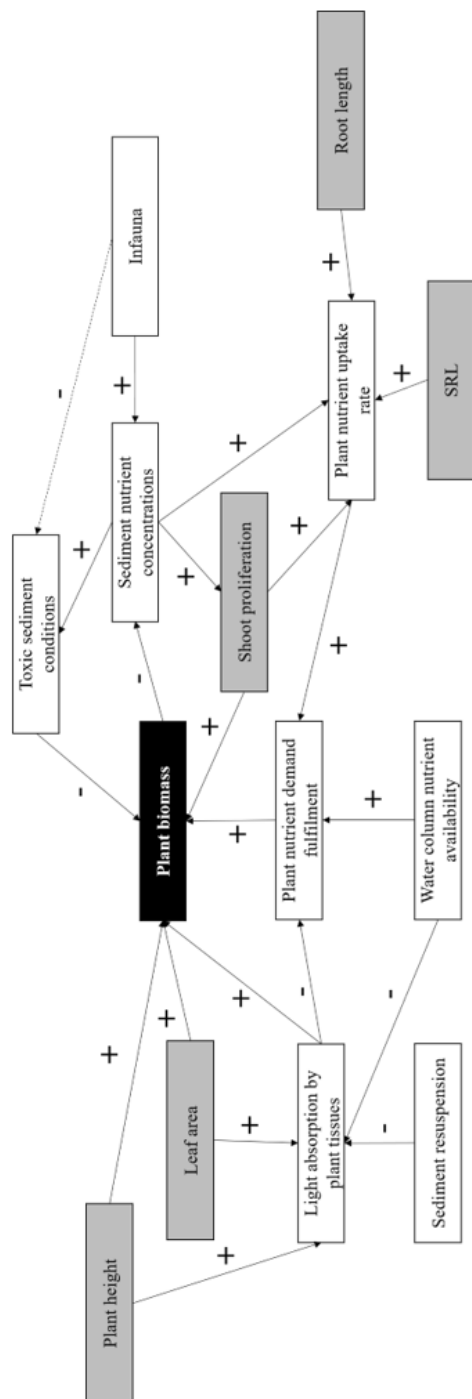 Plant height
Leaf area
Light absorption by
plant tissues
Sediment resuspension
Plant biomass
Plant nutrient demand
fulfilment
Water column nutrient
availability
Toxic sediment
conditions
Sediment nutrient
concentrations
Shoot proliferation
Plant nutrient uptake
rate
Infauna
SRL
Root length
+
+
+
+
+
-
-
-
+
+
-
+
-
+
+
+
+
+
-
+
+
+